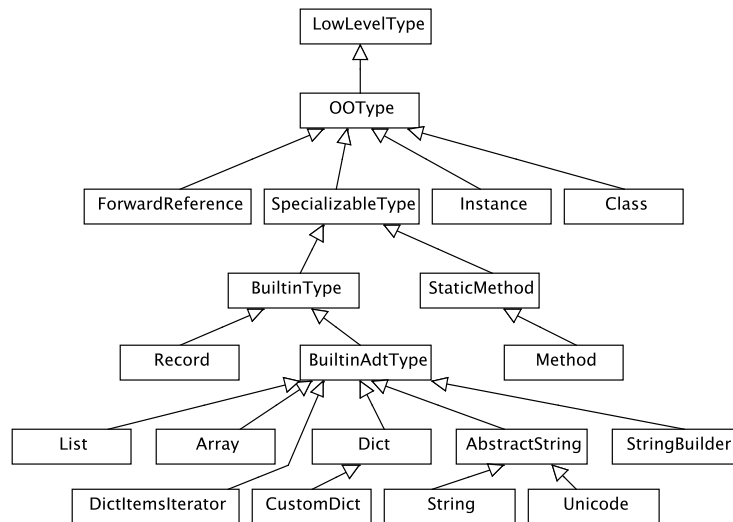 LowLevelType
OOType
ForwardReference
SpecializableType
Instance
Class
BuiltinType
StaticMethod
Record
BuiltinAdtType
Method
List
Array
Dict
AbstractString
StringBuilder
DictItemsIterator
CustomDict
String
Unicode